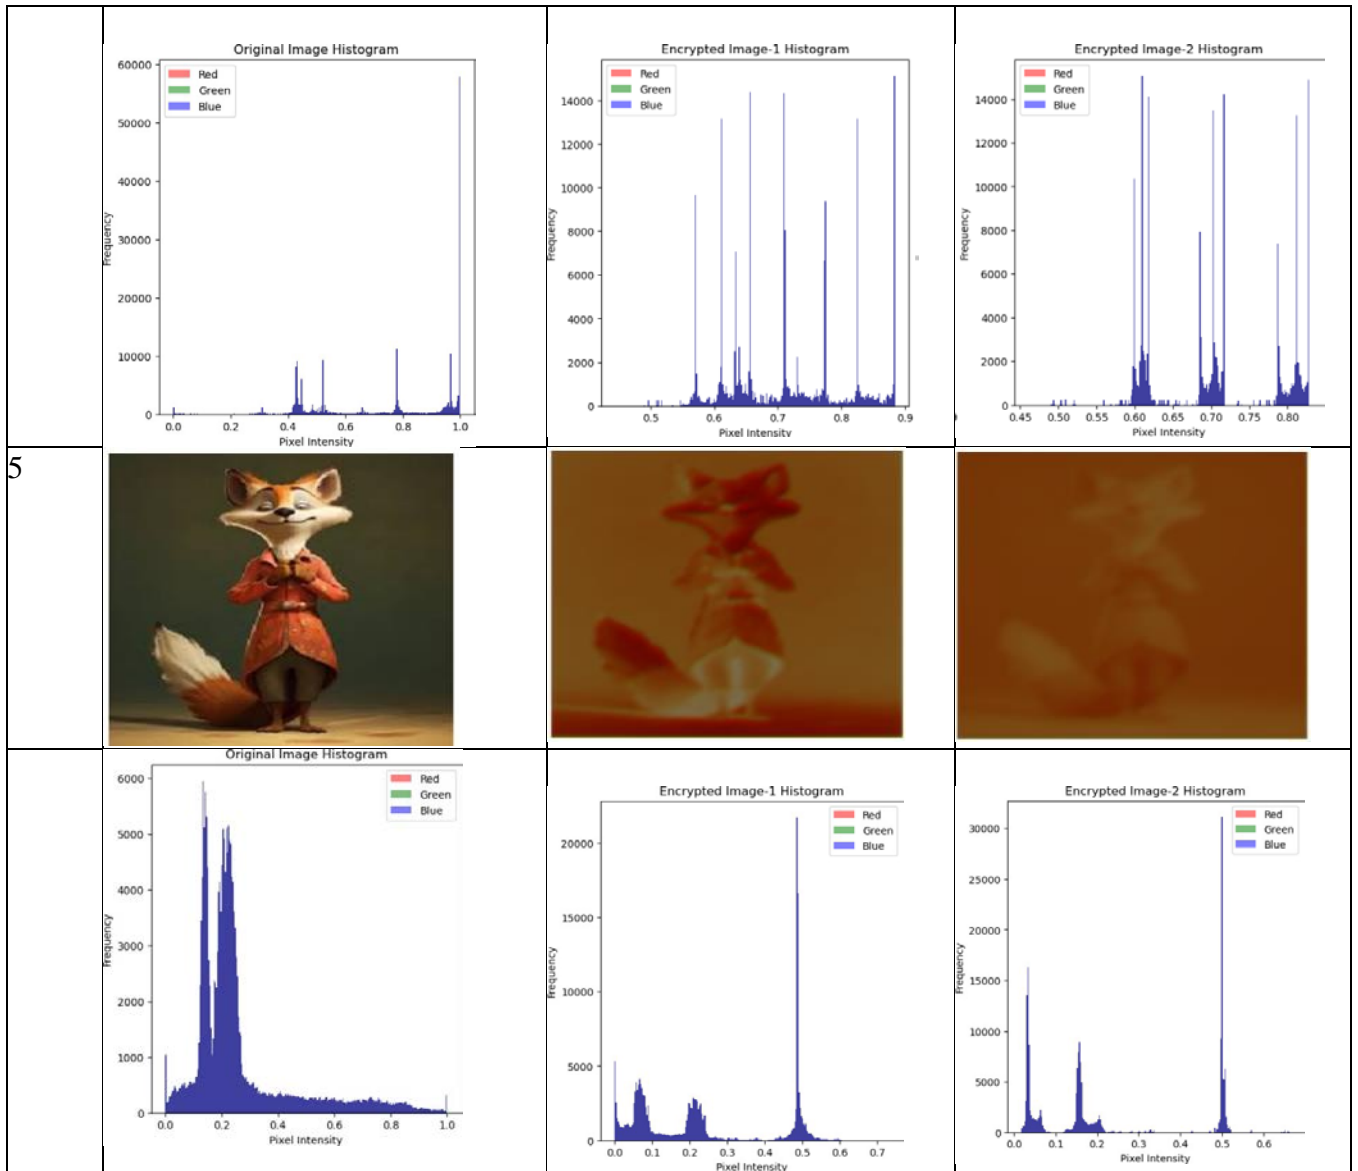 Original Image Histogram
Red
Green
Blue
60000
50000
40000
30000
20000
10000
0
Frequency
0.0 0.2 0.4 0.6 0.8 1.0
Pixel Intensity
Encrypted Image-1 Histogram
Red
Green
Blue
14000
12000
10000
8000
6000
4000
2000
0
Frequency
0.5 0.6 0.7 0.8 0.9
Pixel Intensity
Encrypted Image-2 Histogram
Red
Green
Blue
14000
12000
10000
8000
6000
4000
2000
0
Frequency
0.45 0.50 0.55 0.60 0.65 0.70 0.75 0.80
Pixel Intensity
5
Original Image Histogram
Red
Green
Blue
6000
5000
4000
3000
2000
1000
0
Frequency
0.0 0.2 0.4 0.6 0.8 1.0
Pixel Intensity
Encrypted Image-1 Histogram
Red
Green
Blue
20000
15000
10000
5000
0
Frequency
0.0 0.1 0.2 0.3 0.4 0.5 0.6 0.7
Pixel Intensity
Encrypted Image-2 Histogram
Red
Green
Blue
30000
25000
20000
15000
10000
5000
0
Frequency
0.0 0.1 0.2 0.3 0.4 0.5 0.6
Pixel Intensity